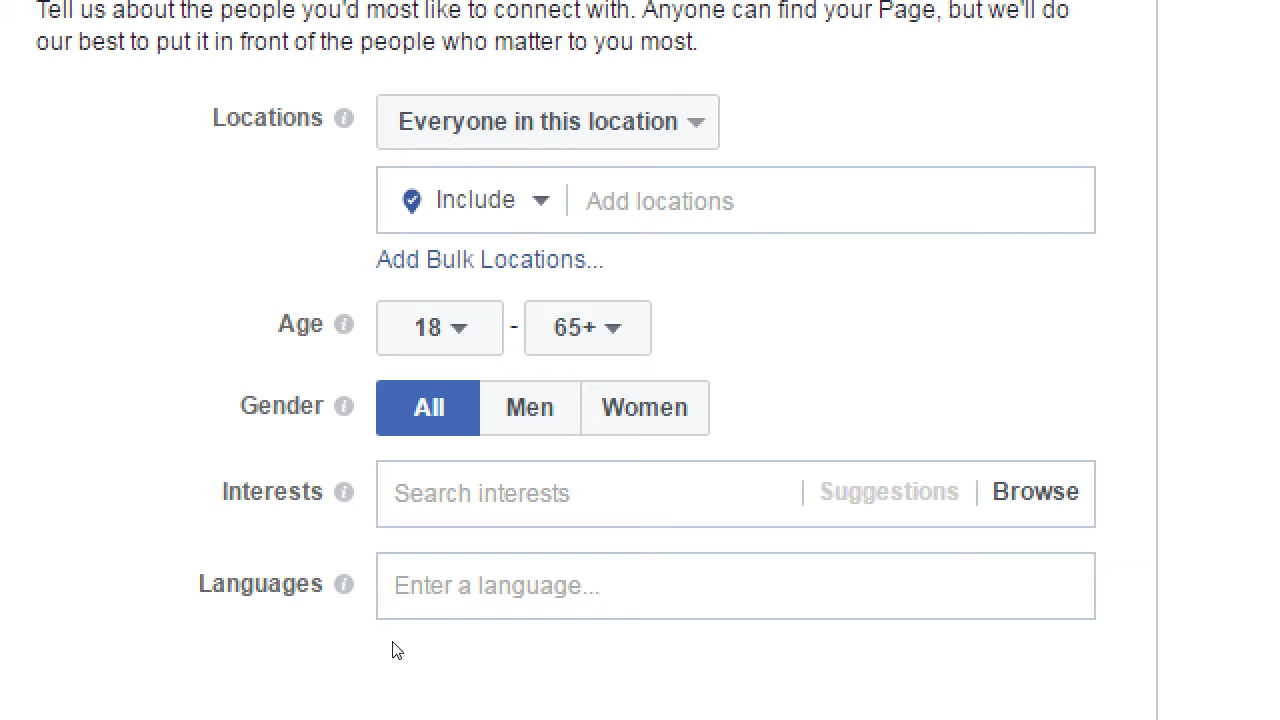 Tell us about the people you'd most like to connect with. Anyone can find your Page, but we'll do
our best to put it in front of the people who matter to you most.
Locations i Everyone in this location
Include Add locations
Add Bulk Locations...
Age i 18 - 65+
Gender i All Men Women
Interests i Search interests | Suggestions | Browse
Languages i Enter a language...